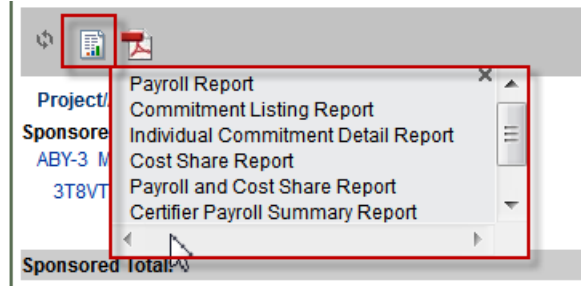 Payroll Report
Commitment Listing Report
Individual Commitment Detail Report
Cost Share Report
Payroll and Cost Share Report
Certifier Payroll Summary Report
Project/
Sponsore
ABY-3 M
3T8VT
Sponsored Total: